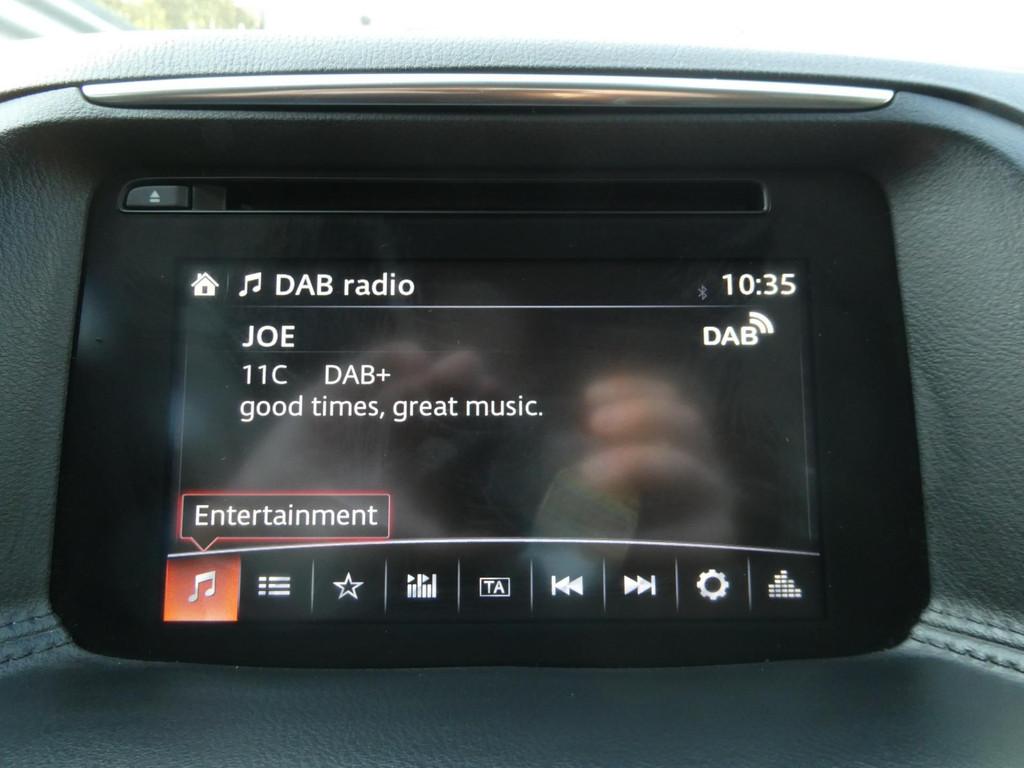 DAB radio 10:35
JOE DAB
11C DAB+
good times, great music.
Entertainment
TA